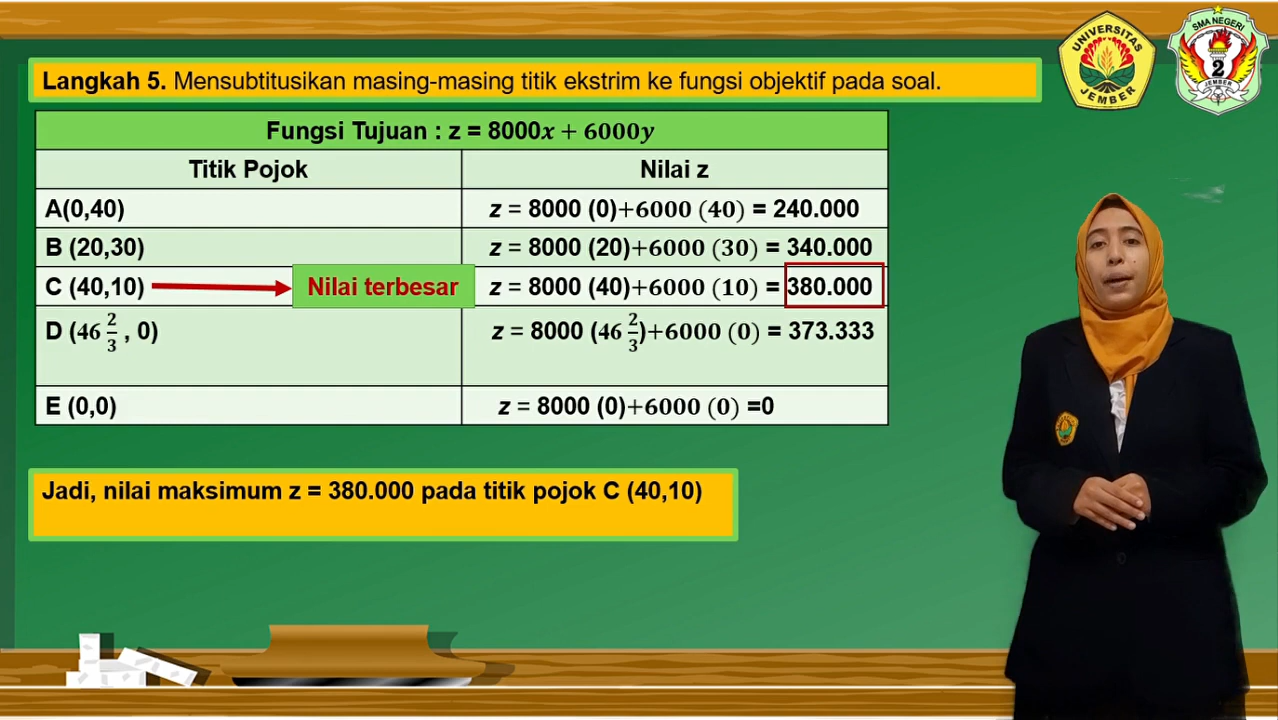 Langkah 5. Mensubtitusikan masing-masing titik ekstrim ke fungsi objektif pada soal.
UNIVERSITAS
JEMBER
SMA NEGERI
2
JEMBER
Fungsi Tujuan : z = 8000x + 6000y
Titik Pojok Nilai z
A(0,40) z = 8000 (0)+6000 (40) = 240.000
B (20,30) z = 8000 (20)+6000 (30) = 340.000
C (40,10) Nilai terbesar z = 8000 (40)+6000 (10) = 380.000
D (46 2/3 , 0) z = 8000 (46 2/3)+6000 (0) = 373.333
E (0,0) z = 8000 (0)+6000 (0) =0
Jadi, nilai maksimum z = 380.000 pada titik pojok C (40,10)